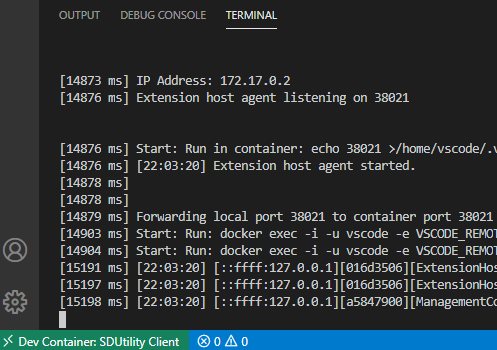 OUTPUT DEBUG CONSOLE TERMINAL
[14873 ms] IP Address: 172.17.0.2
[14876 ms] Extension host agent listening on 38021
[14876 ms] Start: Run in container: echo 38021 >/home/vscode/.v
[14876 ms] [22:03:20] Extension host agent started.
[14878 ms]
[14878 ms]
[14879 ms] Forwarding local port 38021 to container port 38021
[14903 ms] Start: Run: docker exec -i -u vscode -e VSCODE_REMOT
[14904 ms] Start: Run: docker exec -i -u vscode -e VSCODE_REMOT
[15191 ms] [22:03:20] [::ffff:127.0.0.1][016d3506][ExtensionHos
[15197 ms] [22:03:20] [::ffff:127.0.0.1][016d3506][ExtensionHos
[15198 ms] [22:03:20] [::ffff:127.0.0.1][a5847900][ManagementCo
Dev Container: SDUtility Client 0 0